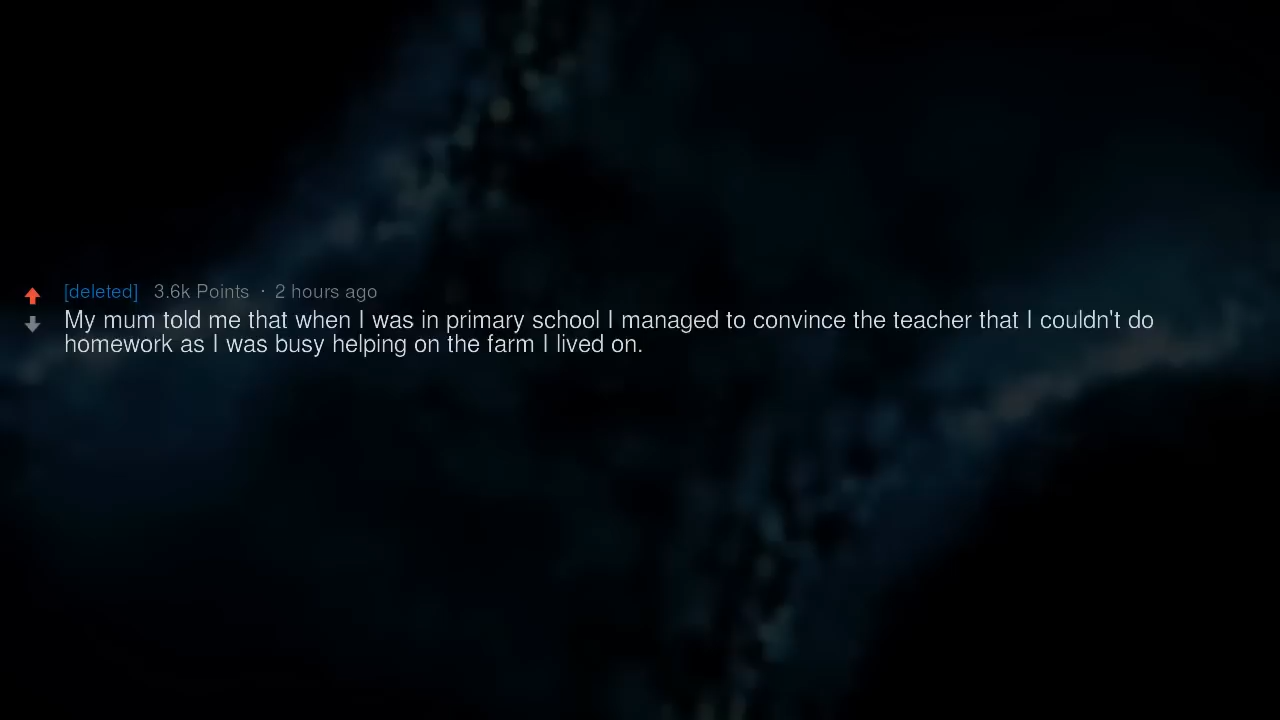 [deleted] 3.6k Points · 2 hours ago
My mum told me that when I was in primary school I managed to convince the teacher that I couldn't do
homework as I was busy helping on the farm I lived on.